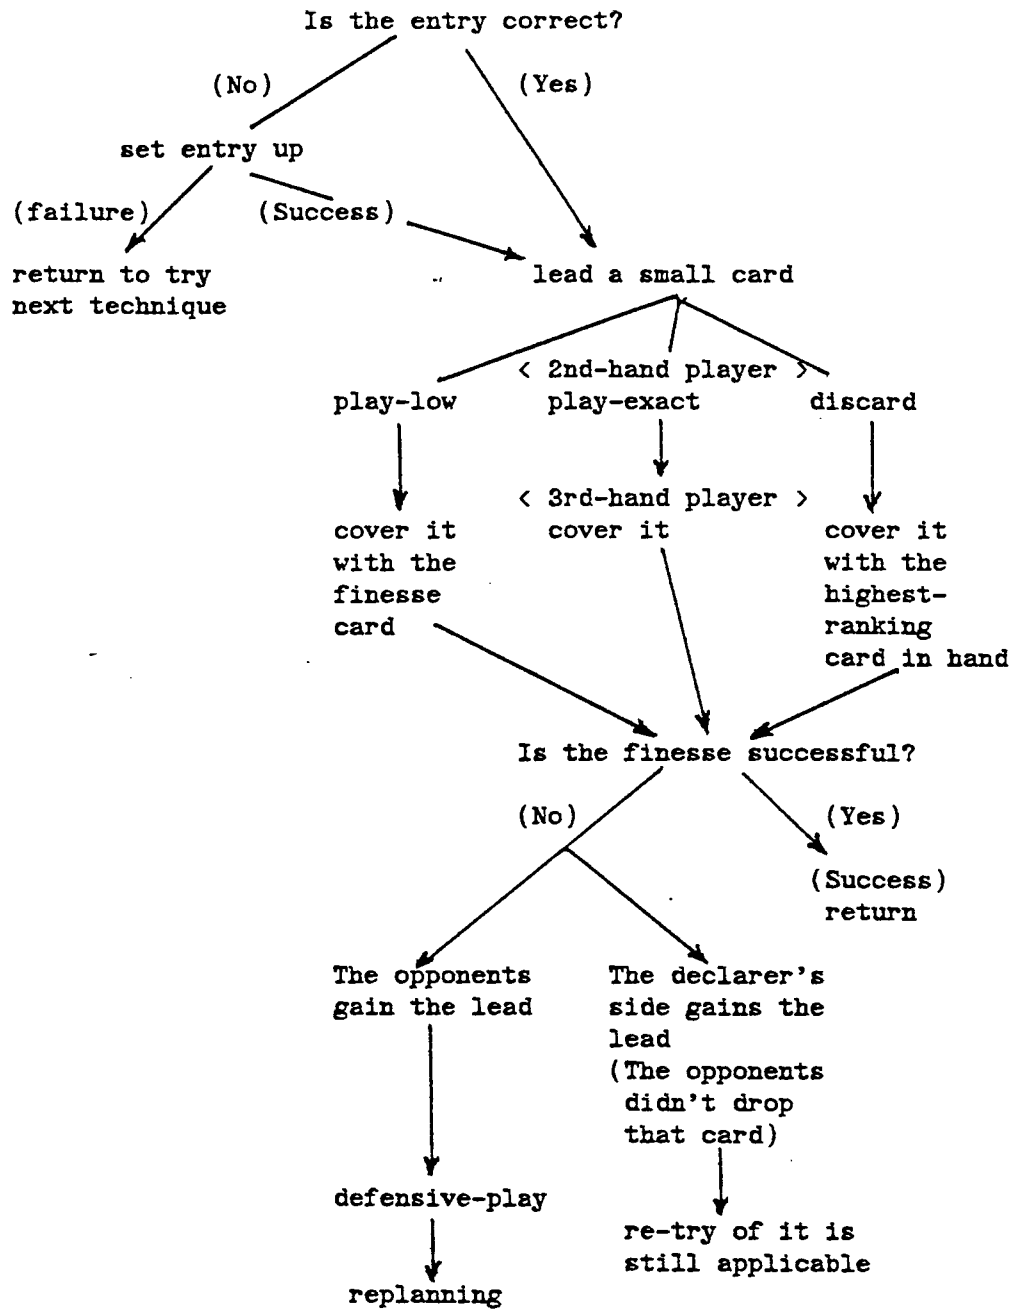 Is the entry correct?
(No)
(Yes)
set entry up
(failure)
(Success)
return to try
next technique
lead a small card
< 2nd-hand player >
play-low
play-exact
discard
< 3rd-hand player >
cover it
with the
finesse
card
cover it
cover it
with the
highest-
ranking
card in hand
Is the finesse successful?
(No)
(Yes)
(Success)
return
The opponents
gain the lead
The declarer's
side gains the
lead
(The opponents
didn't drop
that card)
defensive-play
re-try of it is
still applicable
replanning